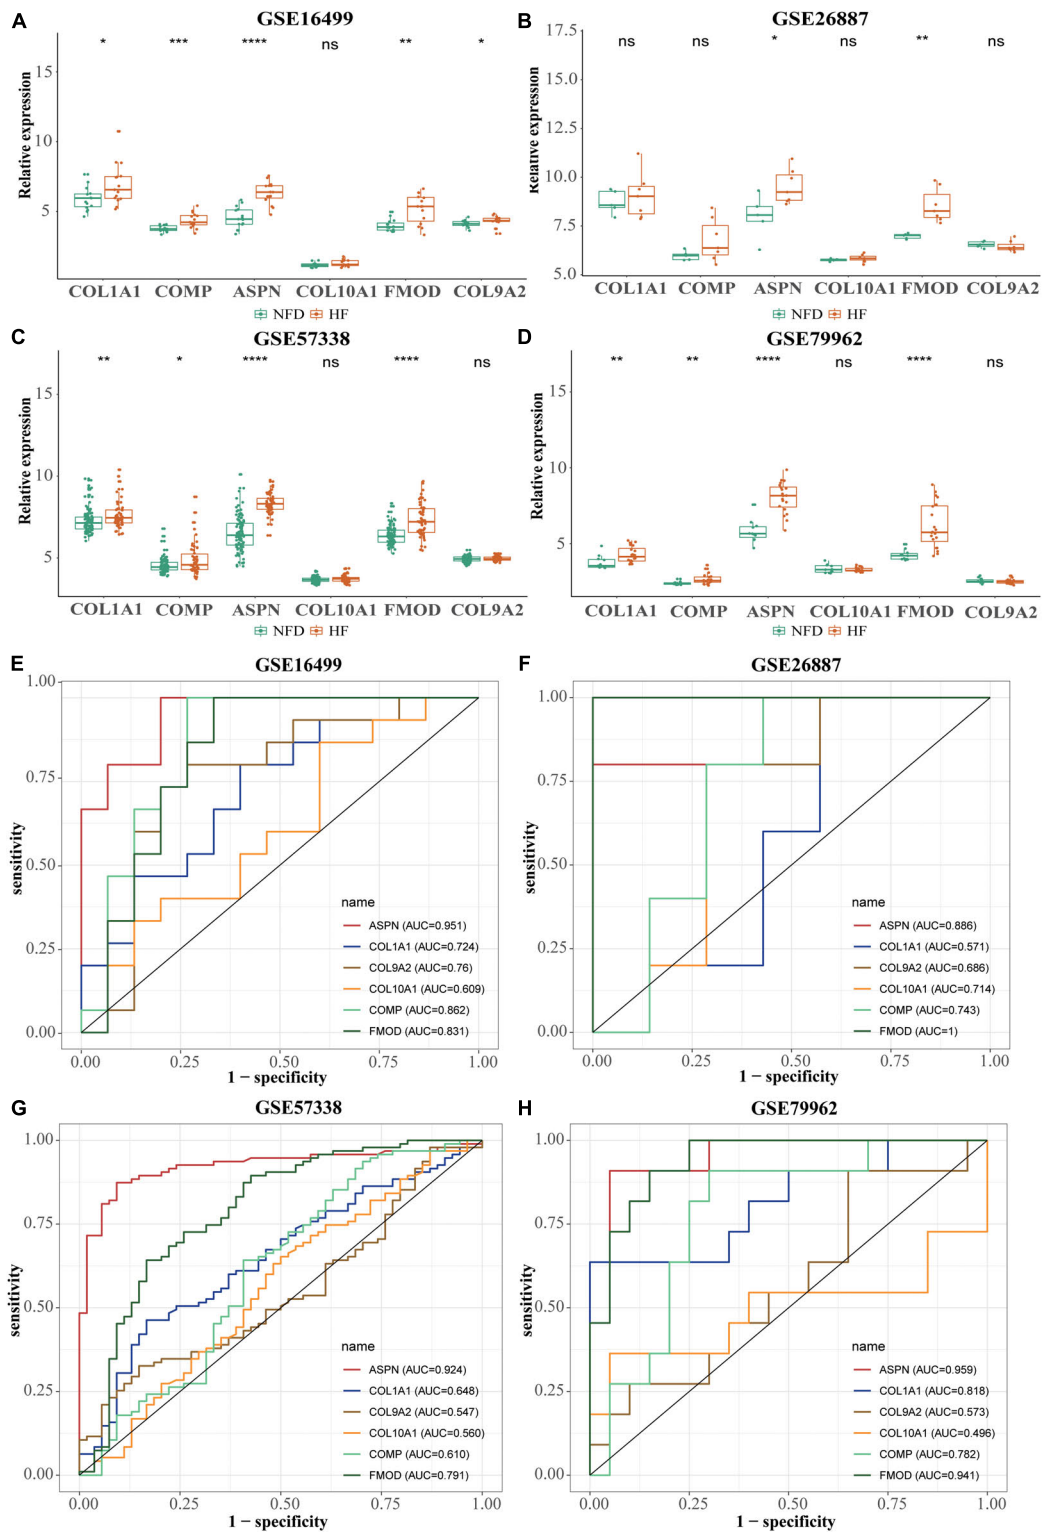 A
GSE16499
* *** **** ns ** *
Relative expression
15
10
5
COL1A1 COMP ASPN COL10A1 FMOD COL9A2
NFD HF
B
GSE26887
ns ns * ns ** ns
Relative expression
17.5
15.0
12.5
10.0
7.5
5.0
COL1A1 COMP ASPN COL10A1 FMOD COL9A2
NFD HF
C
GSE57338
** * **** ns **** ns
Relative expression
15
10
5
COL1A1 COMP ASPN COL10A1 FMOD COL9A2
NFD HF
D
GSE79962
** ** **** ns **** ns
Relative expression
15
10
5
COL1A1 COMP ASPN COL10A1 FMOD COL9A2
NFD HF
E
GSE16499
sensitivity
1.00
0.75
0.50
0.25
0.00
name
ASPN (AUC=0.951)
COL1A1 (AUC=0.724)
COL9A2 (AUC=0.76)
COL10A1 (AUC=0.609)
COMP (AUC=0.862)
FMOD (AUC=0.831)
0.00 0.25 0.50 0.75 1.00
1 − specificity
F
GSE26887
sensitivity
1.00
0.75
0.50
0.25
0.00
name
ASPN (AUC=0.886)
COL1A1 (AUC=0.571)
COL9A2 (AUC=0.686)
COL10A1 (AUC=0.714)
COMP (AUC=0.743)
FMOD (AUC=1)
0.00 0.25 0.50 0.75 1.00
1 − specificity
G
GSE57338
sensitivity
1.00
0.75
0.50
0.25
0.00
name
ASPN (AUC=0.924)
COL1A1 (AUC=0.648)
COL9A2 (AUC=0.547)
COL10A1 (AUC=0.560)
COMP (AUC=0.610)
FMOD (AUC=0.791)
0.00 0.25 0.50 0.75 1.00
1 − specificity
H
GSE79962
sensitivity
1.00
0.75
0.50
0.25
0.00
name
ASPN (AUC=0.959)
COL1A1 (AUC=0.818)
COL9A2 (AUC=0.573)
COL10A1 (AUC=0.496)
COMP (AUC=0.782)
FMOD (AUC=0.941)
0.00 0.25 0.50 0.75 1.00
1 − specificity